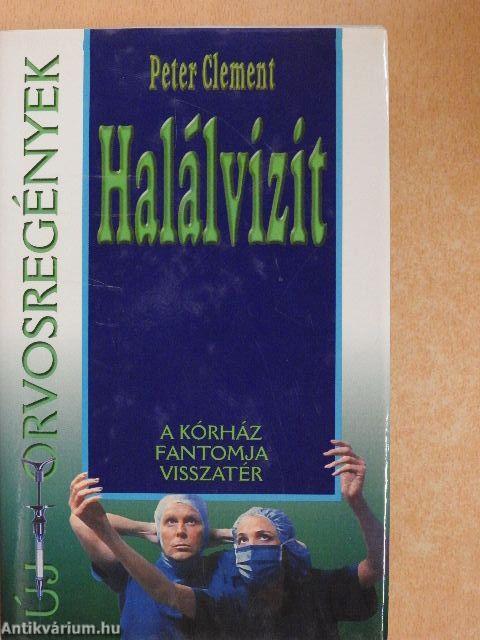 Peter Clement
Halálvizit
A KÓRHÁZ
FANTOMJA
VISSZATÉR
ÚJ ORVOSREGÉNYEK
Antikvárium.hu